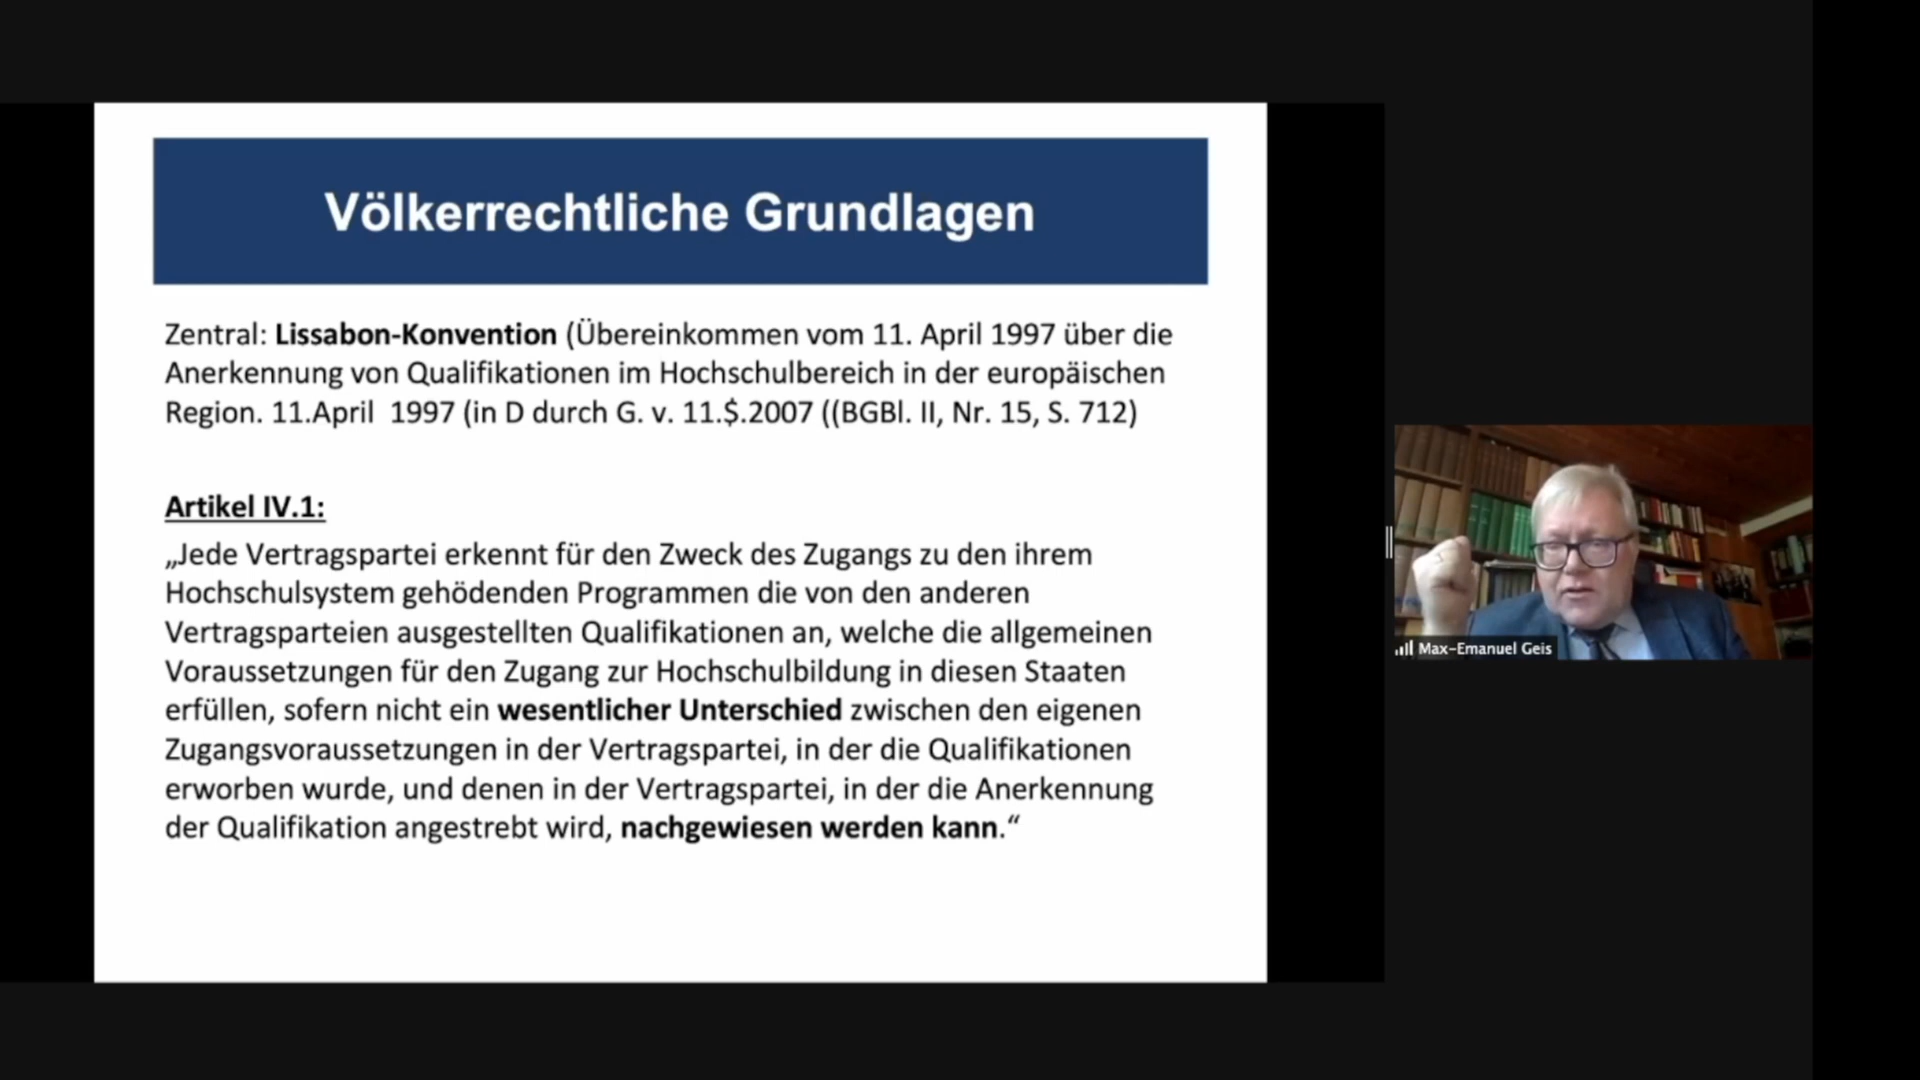 Völkerrechtliche Grundlagen
Zentral: Lissabon-Konvention (Übereinkommen vom 11. April 1997 über die
Anerkennung von Qualifikationen im Hochschulbereich in der europäischen
Region. 11.April  1997 (in D durch G. v. 11.$.2007 ((BGBl. II, Nr. 15, S. 712)
Artikel IV.1:
„Jede Vertragspartei erkennt für den Zweck des Zugangs zu den ihrem
Hochschulsystem gehödenden Programmen die von den anderen
Vertragsparteien ausgestellten Qualifikationen an, welche die allgemeinen
Voraussetzungen für den Zugang zur Hochschulbildung in diesen Staaten
erfüllen, sofern nicht ein wesentlicher Unterschied zwischen den eigenen
Zugangsvoraussetzungen in der Vertragspartei, in der die Qualifikationen
erworben wurde, und denen in der Vertragspartei, in der die Anerkennung
der Qualifikation angestrebt wird, nachgewiesen werden kann.“
Max-Emanuel Geis